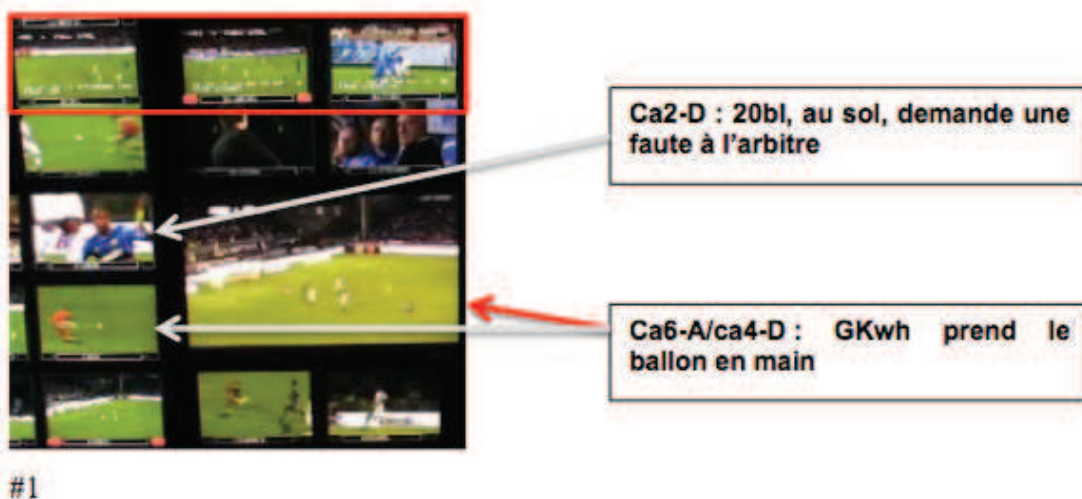 Ca2-D : 20bl, au sol, demande une
faute à l'arbitre
Ca6-A/ca4-D : GKwh prend le
ballon en main
#1